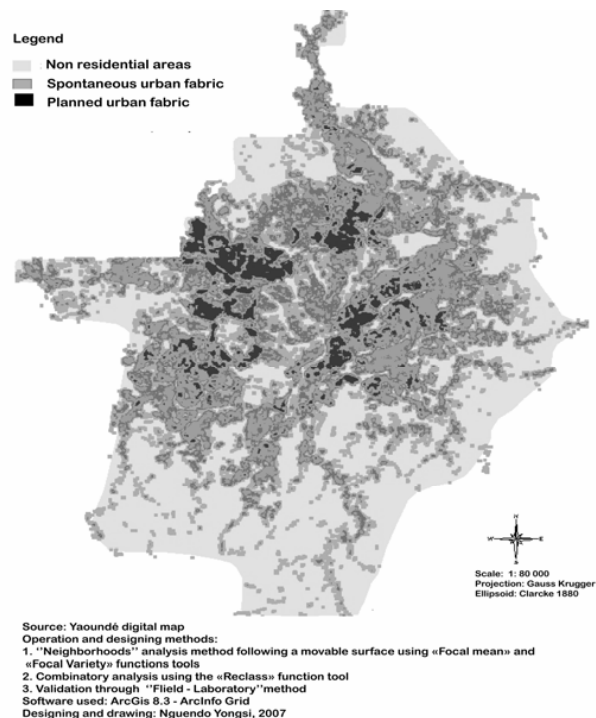 Legend
Non residential areas
Spontaneous urban fabric
Planned urban fabric
N
W E
S
Scale: 1: 80 000
Projection: Gauss Krugger
Ellipsoid: Clarcke 1880
Source: Yaoundé digital map
Operation and designing methods:
1. "Neighborhoods" analysis method following a movable surface using «Focal mean» and
«Focal Variety» functions tools
2. Combinatory analysis using the «Reclass» function tool
3. Validation through "Flield - Laboratory" method
Software used: ArcGis 8.3 - ArcInfo Grid
Designing and drawing: Nguendo Yongsi, 2007